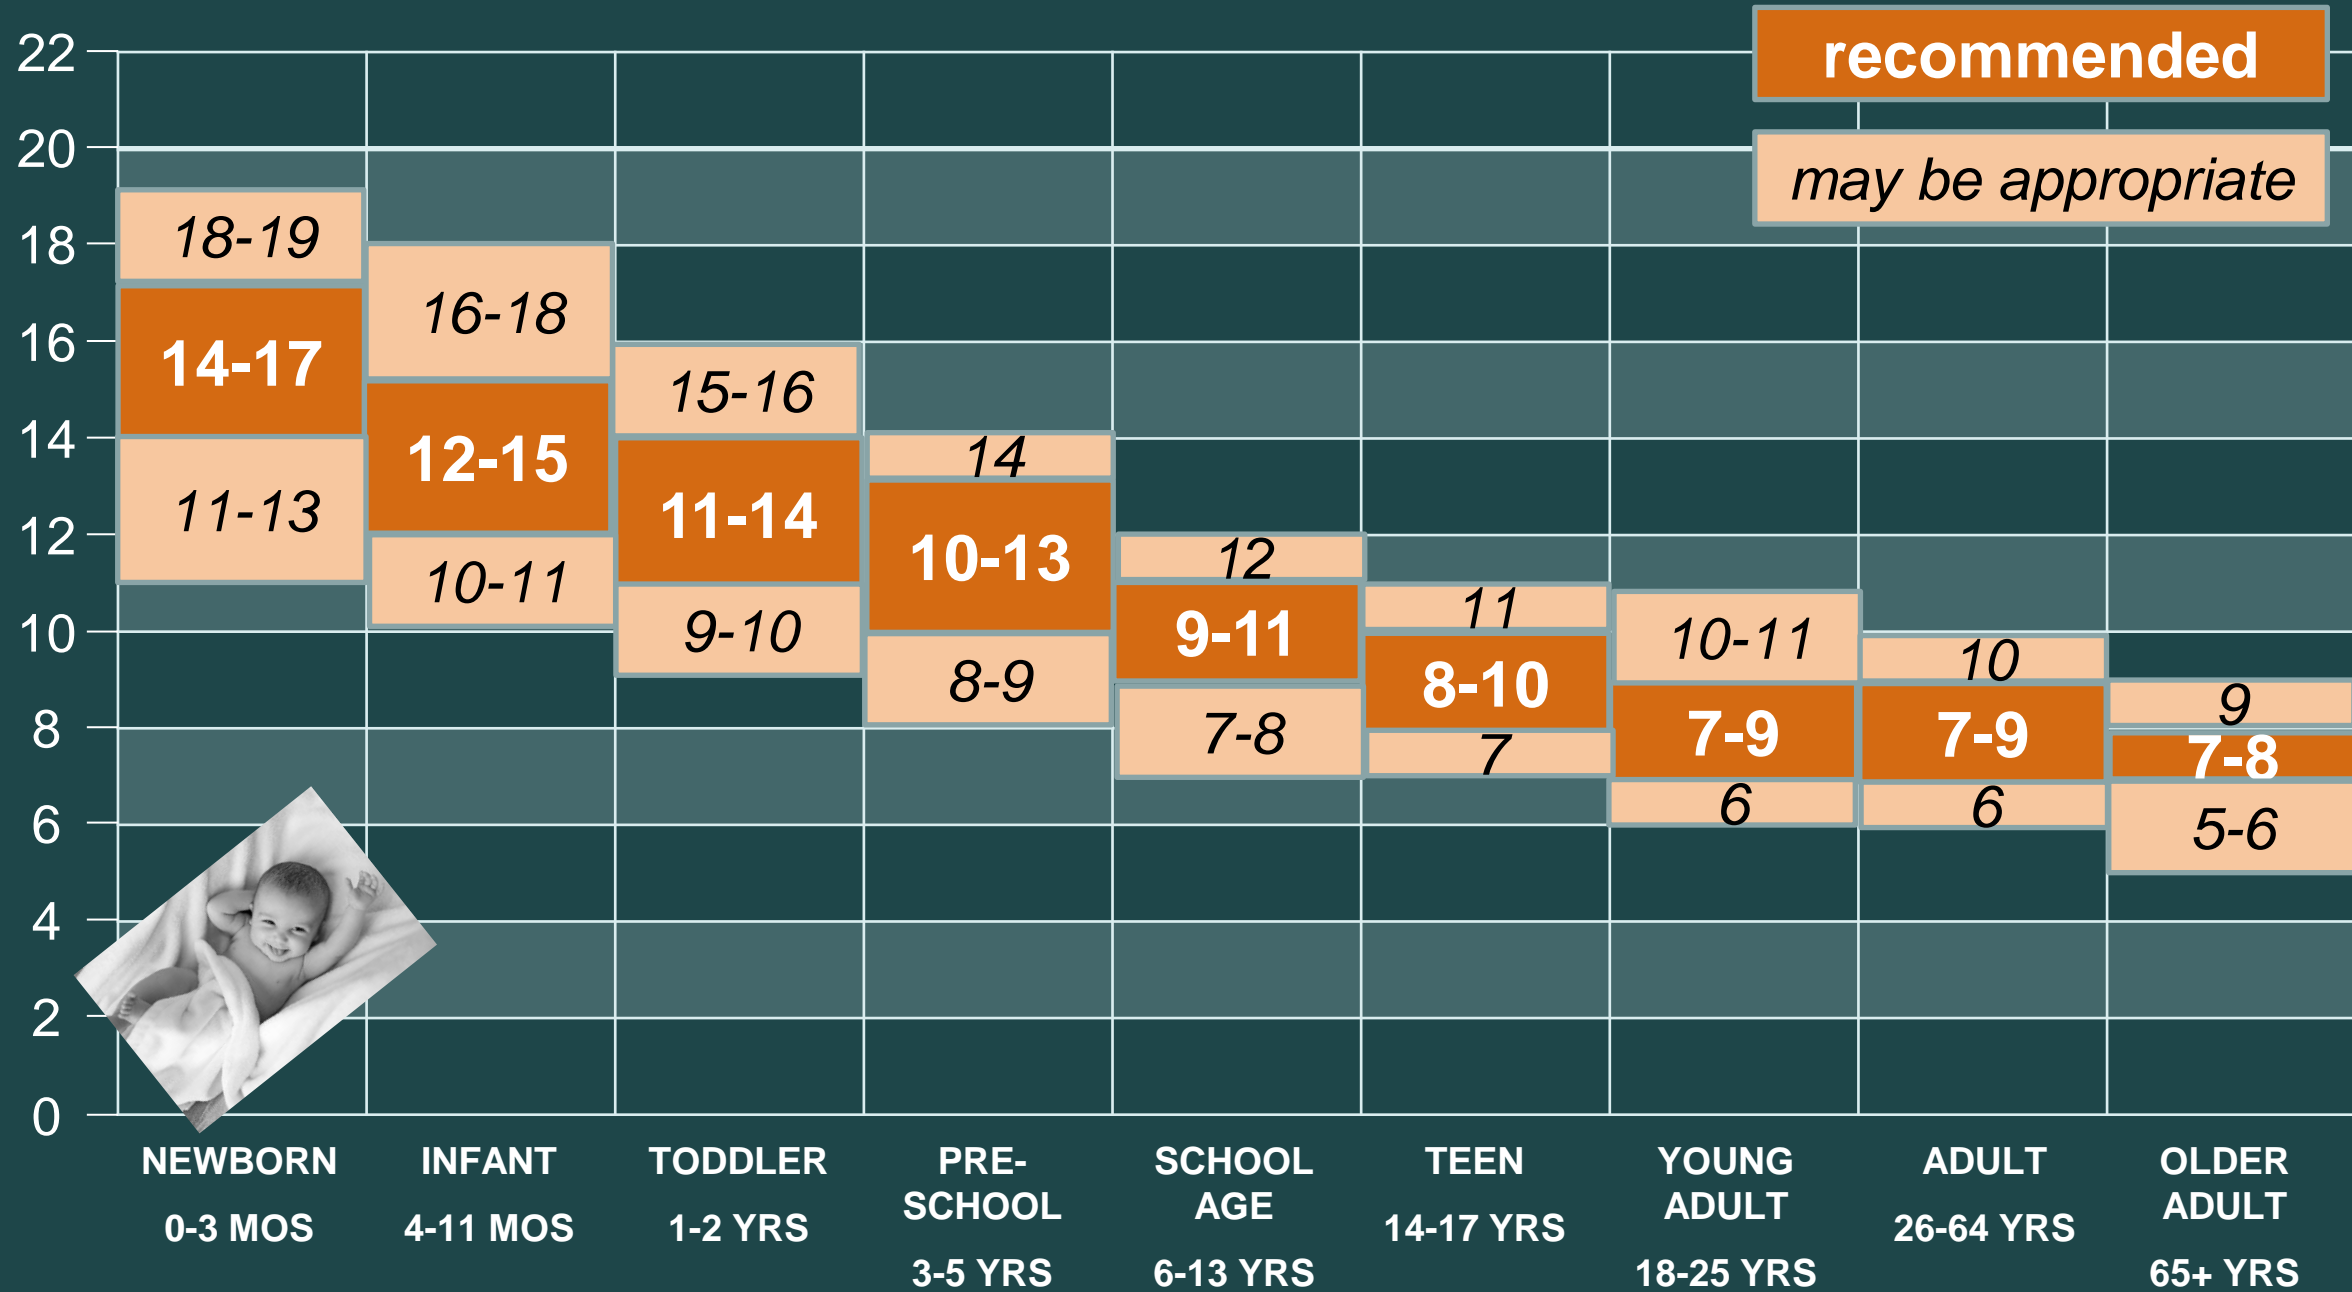 recommended
may be appropriate
22
20
18
16
14
12
10
8
6
4
2
0
18-19
14-17
11-13
16-18
12-15
10-11
15-16
11-14
9-10
14
10-13
8-9
12
9-11
7-8
11
8-10
7
10-11
7-9
6
10
7-9
6
9
7-8
5-6
NEWBORN
0-3 MOS
INFANT
4-11 MOS
TODDLER
1-2 YRS
PRE-
SCHOOL
3-5 YRS
SCHOOL
AGE
6-13 YRS
TEEN
14-17 YRS
YOUNG
ADULT
18-25 YRS
ADULT
26-64 YRS
OLDER
ADULT
65+ YRS